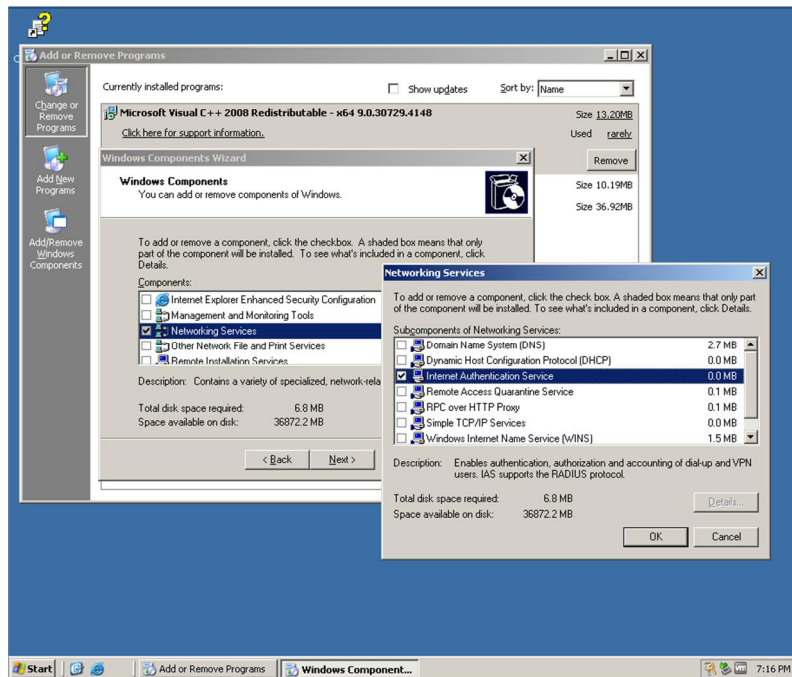 Add or Remove Programs
Change or
Remove
Programs
Add New
Programs
Add/Remove
Windows
Components
Currently installed programs:
Show updates
Sort by:
Name
Microsoft Visual C++ 2008 Redistributable - x64 9.0.30729.4148
Size 13.20MB
Click here for support information.
Used rarely
Remove
Size 10.19MB
Size 36.92MB
Windows Components Wizard
Windows Components
You can add or remove components of Windows.
To add or remove a component, click the checkbox. A shaded box means that only
part of the component will be installed. To see what's included in a component, click
Details.
Components:
Internet Explorer Enhanced Security Configuration
Management and Monitoring Tools
Networking Services
Other Network File and Print Services
Remote Installation Services
Description: Contains a variety of specialized, network-rela
Total disk space required: 6.8 MB
Space available on disk: 36872.2 MB
< Back
Next >
Networking Services
To add or remove a component, click the check box. A shaded box means that only part
of the component will be installed. To see what's included in a component, click Details.
Subcomponents of Networking Services:
Domain Name System (DNS) 2.7 MB
Dynamic Host Configuration Protocol (DHCP) 0.0 MB
Internet Authentication Service 0.0 MB
Remote Access Quarantine Service 0.1 MB
RPC over HTTP Proxy 0.1 MB
Simple TCP/IP Services 0.0 MB
Windows Internet Name Service (WINS) 1.5 MB
Description: Enables authentication, authorization and accounting of dial-up and VPN
users. IAS supports the RADIUS protocol.
Total disk space required: 6.8 MB
Space available on disk: 36872.2 MB
Details...
OK
Cancel
Start
Add or Remove Programs
Windows Component...
7:16 PM